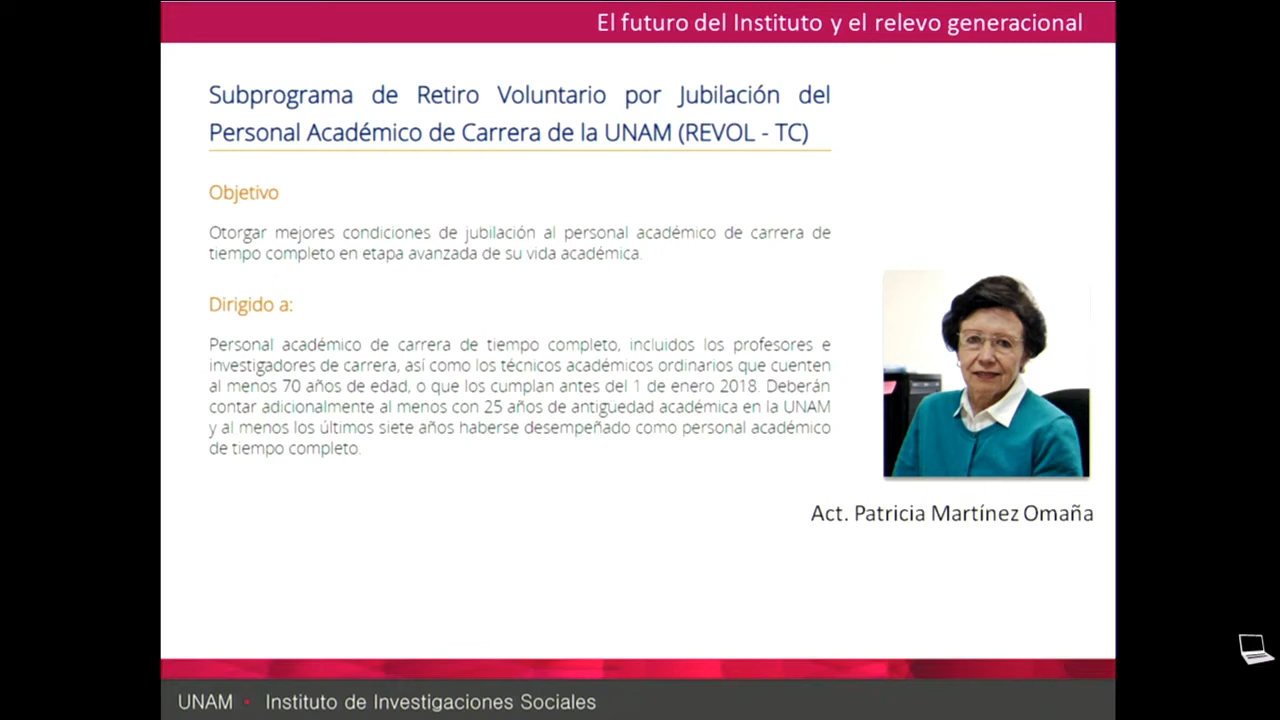 El futuro del Instituto y el relevo generacional
Subprograma de Retiro Voluntario por Jubilación del
Personal Académico de Carrera de la UNAM (REVOL - TC)
Objetivo
Otorgar mejores condiciones de jubilación al personal académico de carrera de
tiempo completo en etapa avanzada de su vida académica.
Dirigido a:
Personal académico de carrera de tiempo completo, incluidos los profesores e
investigadores de carrera, así como los técnicos académicos ordinarios que cuenten
al menos 70 años de edad, o que los cumplan antes del 1 de enero 2018. Deberán
contar adicionalmente al menos con 25 años de antiguedad académica en la UNAM
y al menos los últimos siete años haberse desempeñado como personal académico
de tiempo completo.
Act. Patricia Martínez Omaña
UNAM • Instituto de Investigaciones Sociales